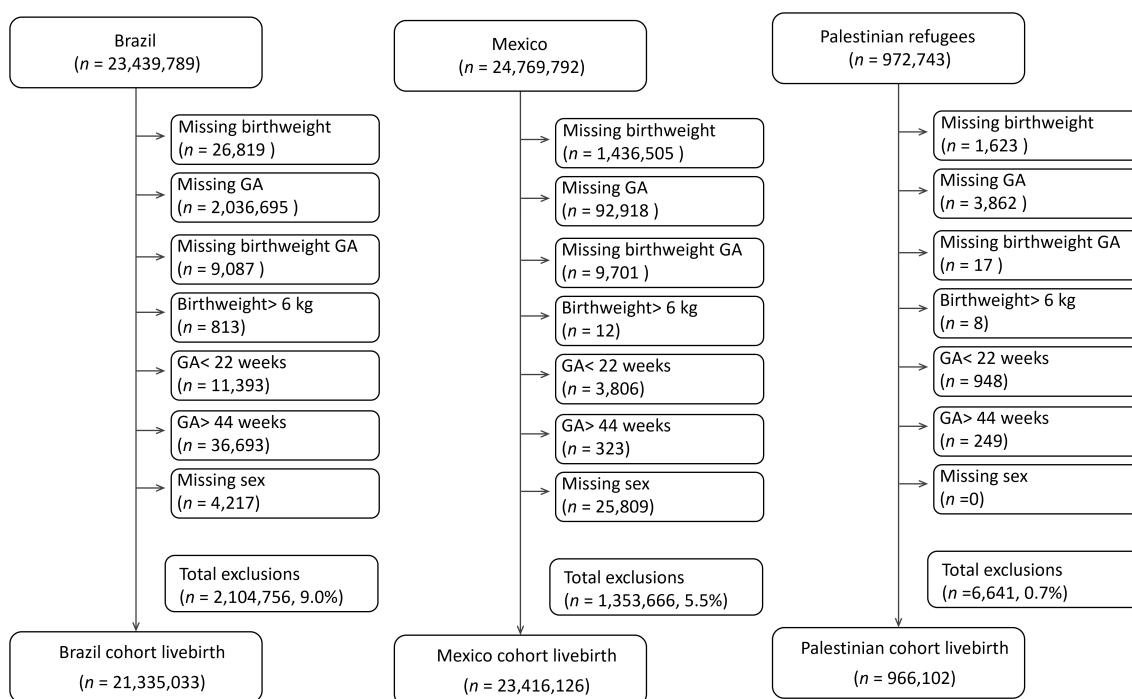 Brazil
(n = 23,439,789)
Missing birthweight
(n = 26,819 )
Missing GA
(n = 2,036,695 )
Missing birthweight GA
(n = 9,087 )
Birthweight> 6 kg
(n = 813)
GA< 22 weeks
(n = 11,393)
GA> 44 weeks
(n = 36,693)
Missing sex
(n = 4,217)
Total exclusions
(n = 2,104,756, 9.0%)
Brazil cohort livebirth
(n = 21,335,033)
Mexico
(n = 24,769,792)
Missing birthweight
(n = 1,436,505 )
Missing GA
(n = 92,918 )
Missing birthweight GA
(n = 9,701 )
Birthweight> 6 kg
(n = 12)
GA< 22 weeks
(n = 3,806)
GA> 44 weeks
(n = 323)
Missing sex
(n = 25,809)
Total exclusions
(n = 1,353,666, 5.5%)
Mexico cohort livebirth
(n = 23,416,126)
Palestinian refugees
(n = 972,743)
Missing birthweight
(n = 1,623 )
Missing GA
(n = 3,862 )
Missing birthweight GA
(n = 17 )
Birthweight> 6 kg
(n = 8)
GA< 22 weeks
(n = 948)
GA> 44 weeks
(n = 249)
Missing sex
(n =0)
Total exclusions
(n =6,641, 0.7%)
Palestinian cohort livebirth
(n = 966,102)